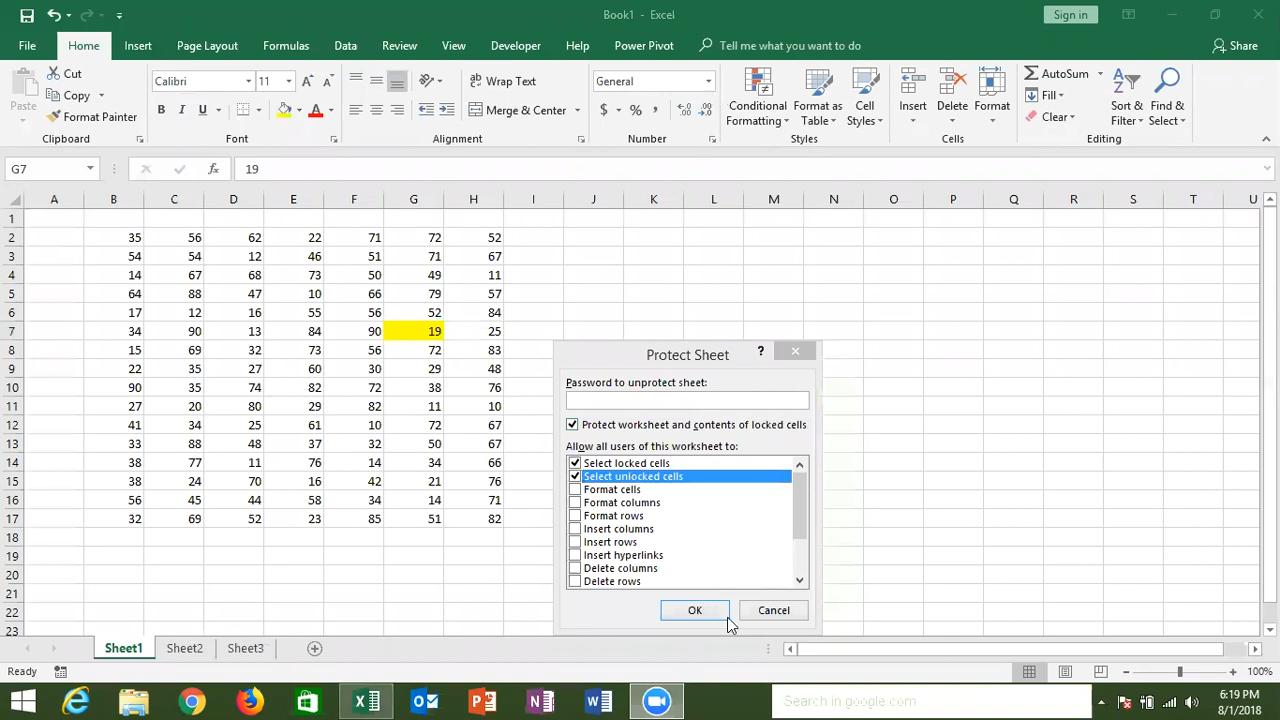 Book1 - Excel
Sign in
File Home Insert Page Layout Formulas Data Review View Developer Help Power Pivot Tell me what you want to do Share
Paste
Cut
Copy
Format Painter
Clipboard
Calibri 11
B I U
Font
Wrap Text
Merge & Center
Alignment
General
$ % ,
Number
Conditional Formatting
Format as Table
Cell Styles
Styles
Insert
Delete
Format
Cells
AutoSum
Fill
Clear
Sort & Filter
Find & Select
Editing
G7 fx 19
A B C D E F G H I J K L M N O P Q R S T U
1
2 35 56 62 22 71 72 52
3 54 54 12 46 51 71 67
4 14 67 68 73 50 49 11
5 64 88 47 10 66 79 57
6 17 12 16 55 56 52 84
7 34 90 13 84 90 19 25
8 15 69 32 73 56 72 83
9 22 35 27 60 30 29 48
10 90 35 74 82 72 38 76
11 27 20 80 29 82 11 10
12 41 34 25 61 10 72 67
13 33 88 48 37 32 50 67
14 38 77 11 76 14 34 66
15 38 24 70 16 42 21 76
16 56 45 44 58 34 14 71
17 32 69 52 23 85 51 82
18
19
20
21
22
23
Protect Sheet ?
Password to unprotect sheet:
Protect worksheet and contents of locked cells
Allow all users of this worksheet to:
Select locked cells
Select unlocked cells
Format cells
Format columns
Format rows
Insert columns
Insert rows
Insert hyperlinks
Delete columns
Delete rows
OK Cancel
Sheet1 Sheet2 Sheet3
Ready
100%
Search in google.com
6:19 PM
8/1/2018